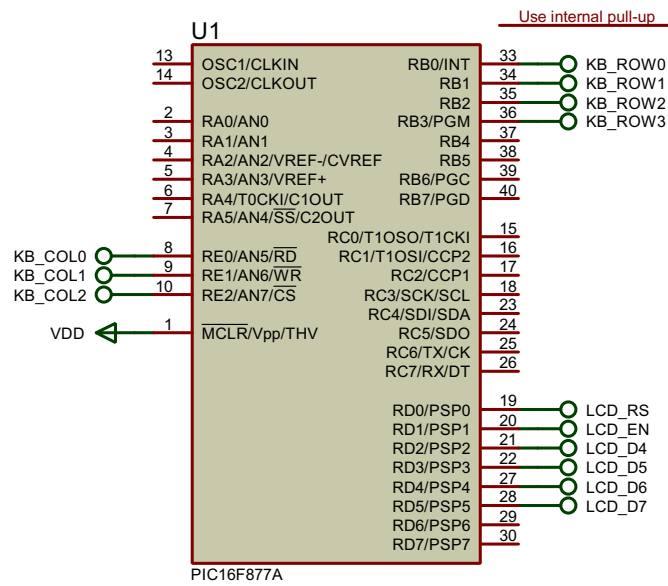 Use internal pull-up
U1
13 OSC1/CLKIN RB0/INT 33 KB_ROW0
14 OSC2/CLKOUT RB1 34 KB_ROW1
RB2 35 KB_ROW2
2 RA0/AN0 RB3/PGM 36 KB_ROW3
3 RA1/AN1 RB4 37
4 RA2/AN2/VREF-/CVREF RB5 38
5 RA3/AN3/VREF+ RB6/PGC 39
6 RA4/T0CKI/C1OUT RB7/PGD 40
7 RA5/AN4/SS/C2OUT
RC0/T1OSO/T1CKI 15
KB_COL0 8 RE0/AN5/RD RC1/T1OSI/CCP2 16
KB_COL1 9 RE1/AN6/WR RC2/CCP1 17
KB_COL2 10 RE2/AN7/CS RC3/SCK/SCL 18
RC4/SDI/SDA 23
VDD 1 MCLR/Vpp/THV RC5/SDO 24
RC6/TX/CK 25
RC7/RX/DT 26
RD0/PSP0 19 LCD_RS
RD1/PSP1 20 LCD_EN
RD2/PSP2 21 LCD_D4
RD3/PSP3 22 LCD_D5
RD4/PSP4 27 LCD_D6
RD5/PSP5 28 LCD_D7
RD6/PSP6 29
RD7/PSP7 30
PIC16F877A